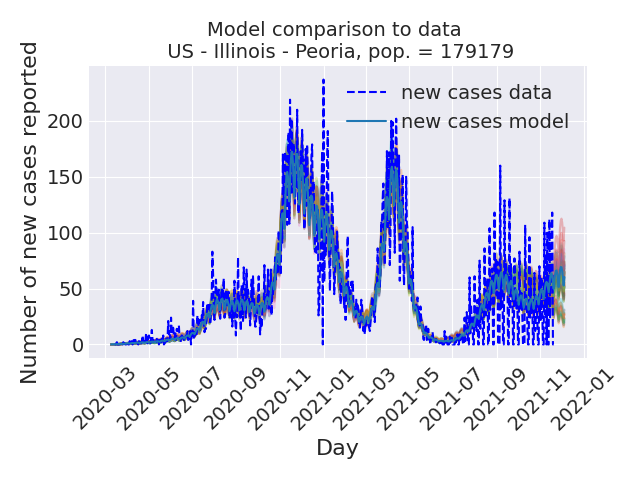 Model comparison to data
US - Illinois - Peoria, pop. = 179179
Number of new cases reported
new cases data
new cases model
200
150
100
50
0
2020-03
2020-05
2020-07
2020-09
2020-11
2021-01
2021-03
2021-05
2021-07
2021-09
2021-11
2022-01
Day